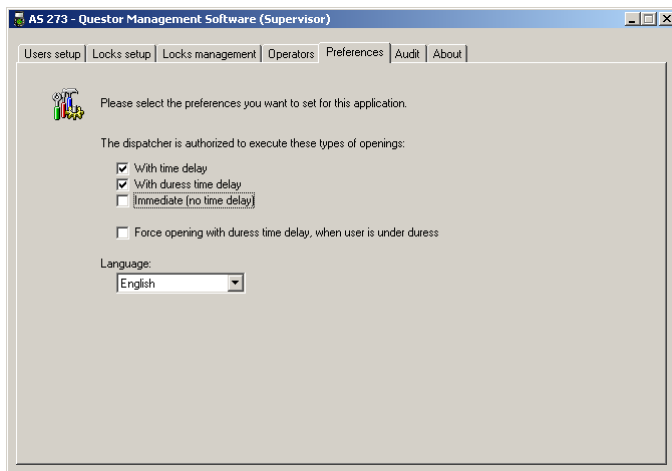 AS 273 - Questor Management Software (Supervisor)
Users setup Locks setup Locks management Operators Preferences Audit About
Please select the preferences you want to set for this application.
The dispatcher is authorized to execute these types of openings:
With time delay
With duress time delay
Immediate (no time delay)
Force opening with duress time delay, when user is under duress
Language:
English